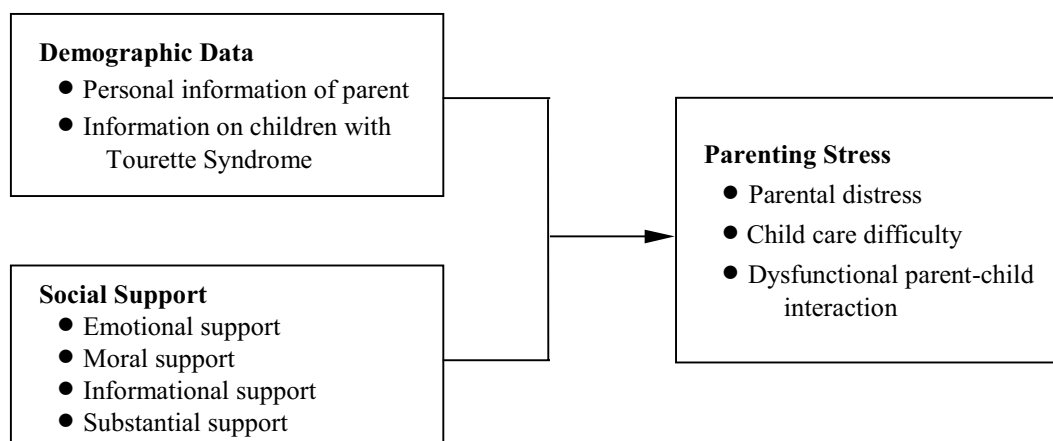 Demographic Data
● Personal information of parent
● Information on children with
Tourette Syndrome
Social Support
● Emotional support
● Moral support
● Informational support
● Substantial support
Parenting Stress
● Parental distress
● Child care difficulty
● Dysfunctional parent-child
interaction